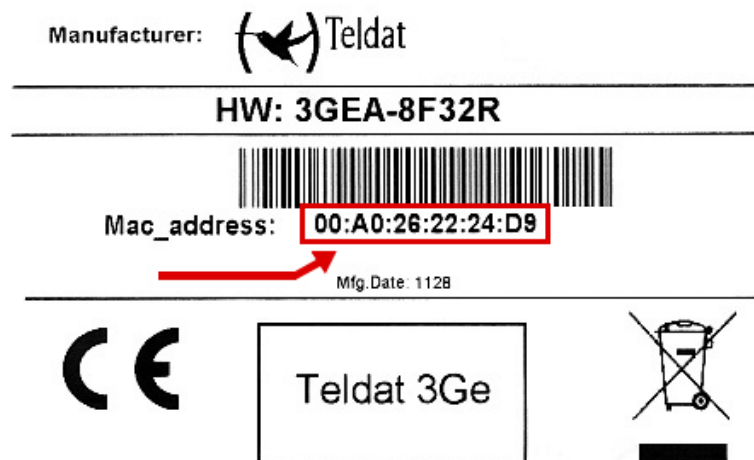 Manufacturer: Teldat
HW: 3GEA-8F32R
Mac_address: 00:A0:26:22:24:D9
Mfg.Date: 1128
CE
Teldat 3Ge